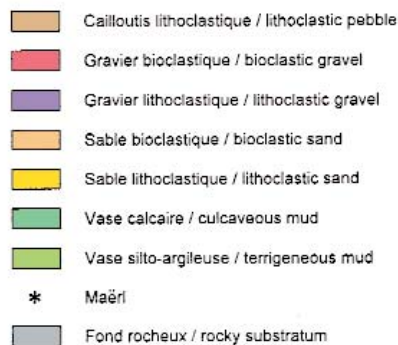 Cailloutis lithoclastique / lithoclastic pebble
Gravier bioclastique / bioclastic gravel
Gravier lithoclastique / lithoclastic gravel
Sable bioclastique / bioclastic sand
Sable lithoclastique / lithoclastic sand
Vase calcaire / culcaveous mud
Vase silto-argileuse / terrigeneous mud
* Maërl
Fond rocheux / rocky substratum